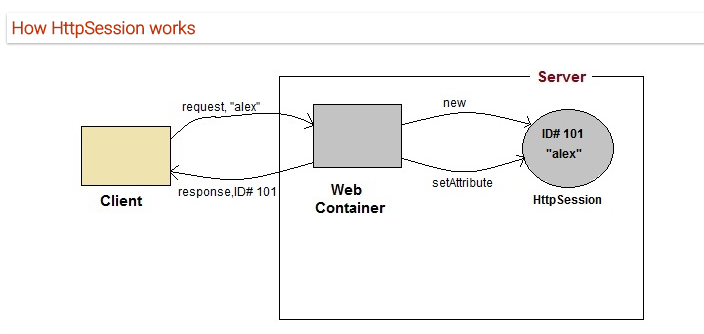 How HttpSession works
Server
request, "alex"
new
ID# 101
"alex"
response,ID# 101
setAttribute
Client
Web
Container
HttpSession